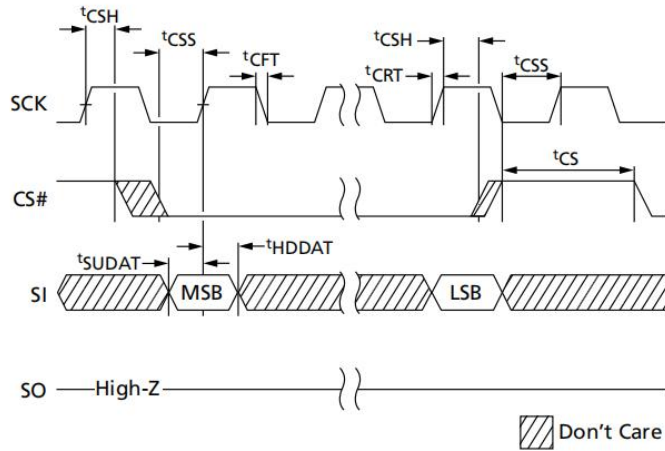 tCSH
tCSS
tCFT
tCSH
tCRT
tCSS
SCK
tCS
CS#
tSUDAT
tHDDAT
SI
MSB
LSB
SO
High-Z
Don't Care